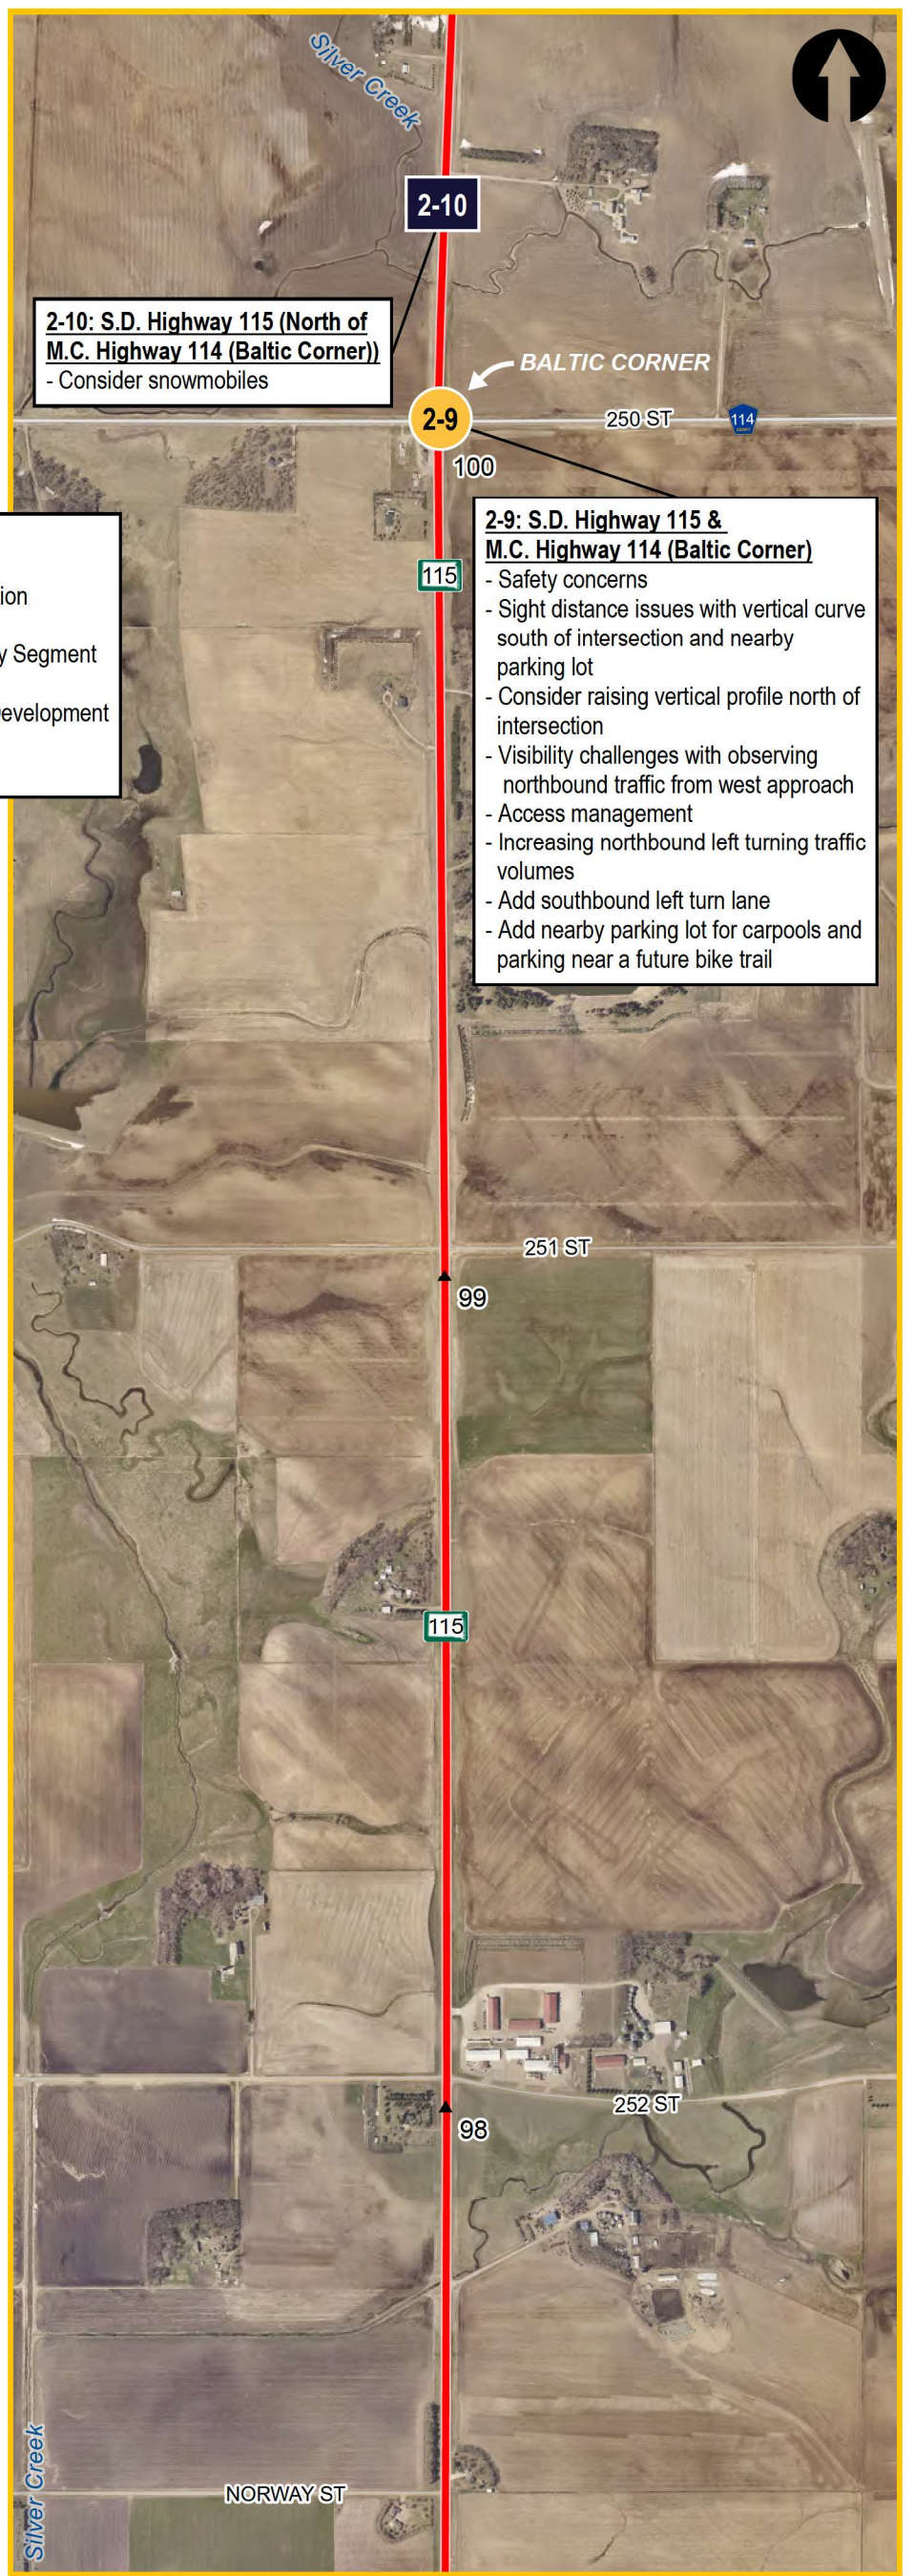 Silver Creek
2-10
2-10: S.D. Highway 115 (North of
M.C. Highway 114 (Baltic Corner))
- Consider snowmobiles
BALTIC CORNER
2-9
250 ST
114
COUNTY
100
2-9: S.D. Highway 115 &
M.C. Highway 114 (Baltic Corner)
- Safety concerns
- Sight distance issues with vertical curve
south of intersection and nearby
parking lot
- Consider raising vertical profile north of
intersection
- Visibility challenges with observing
northbound traffic from west approach
- Access management
- Increasing northbound left turning traffic
volumes
- Add southbound left turn lane
- Add nearby parking lot for carpools and
parking near a future bike trail
115
Segment
251 ST
99
115
252 ST
98
NORWAY ST
Silver Creek